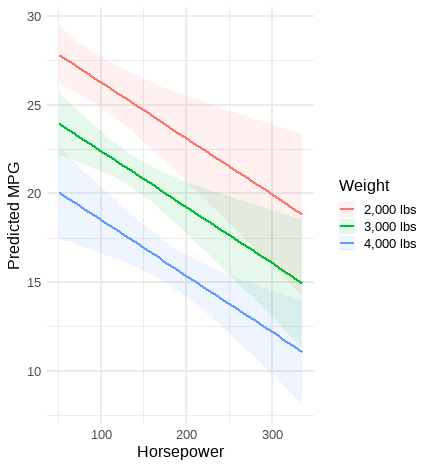 30
25
20
15
10
Predicted MPG
100
200
300
Horsepower
Weight
2,000 lbs
3,000 lbs
4,000 lbs